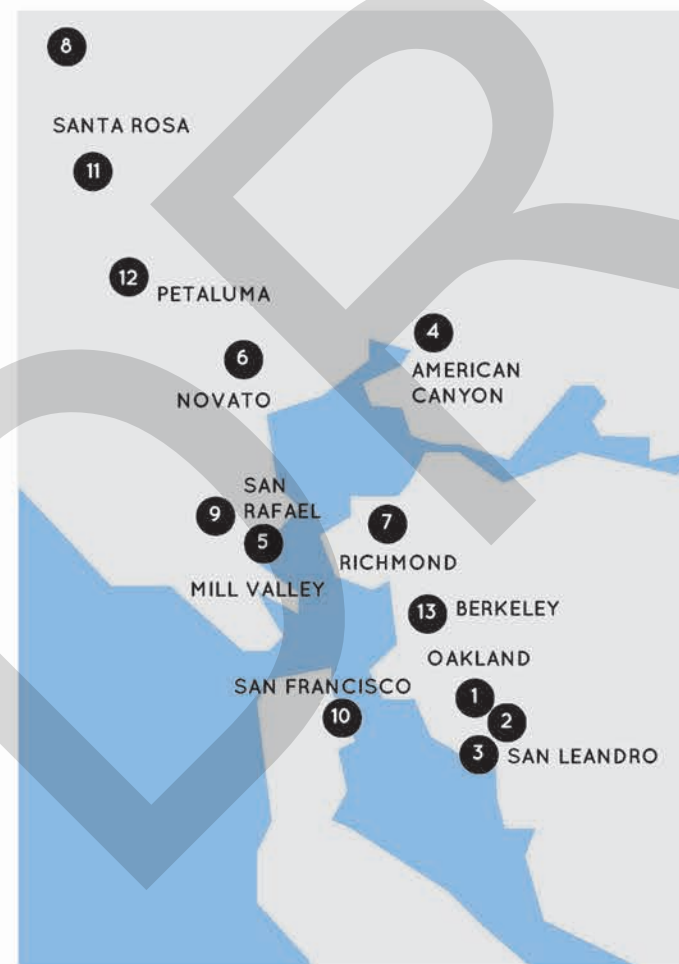 8
SANTA ROSA
11
12
PETALUMA
6
NOVATO
4
AMERICAN
CANYON
SAN
RAFAEL
9
5
MILL VALLEY
7
RICHMOND
13
BERKELEY
OAKLAND
1
2
3
SAN LEANDRO
SAN FRANCISCO
10